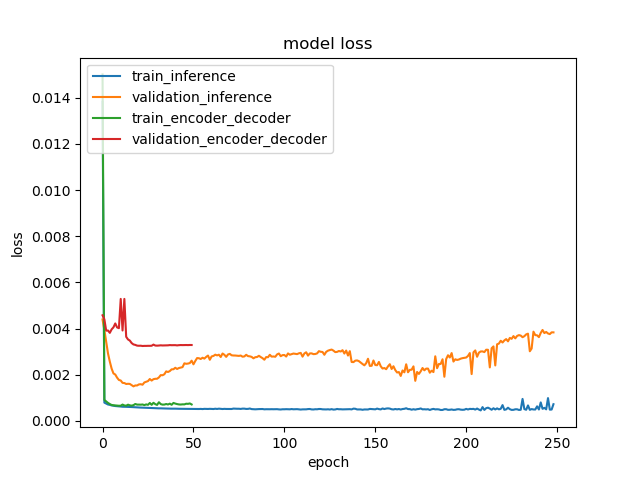 model loss
train_inference
validation_inference
train_encoder_decoder
validation_encoder_decoder
0.014
0.012
0.010
0.008
0.006
0.004
0.002
0.000
loss
0 50 100 150 200 250
epoch